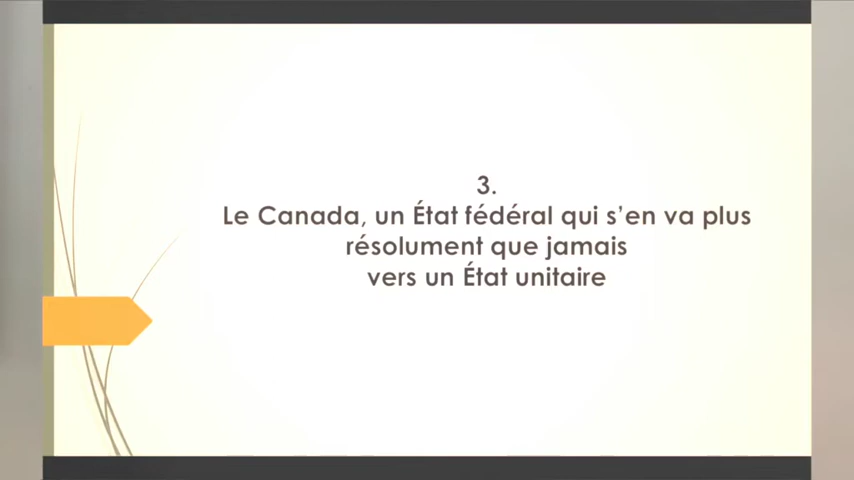 3.
Le Canada, un État fédéral qui s’en va plus
résolument que jamais
vers un État unitaire